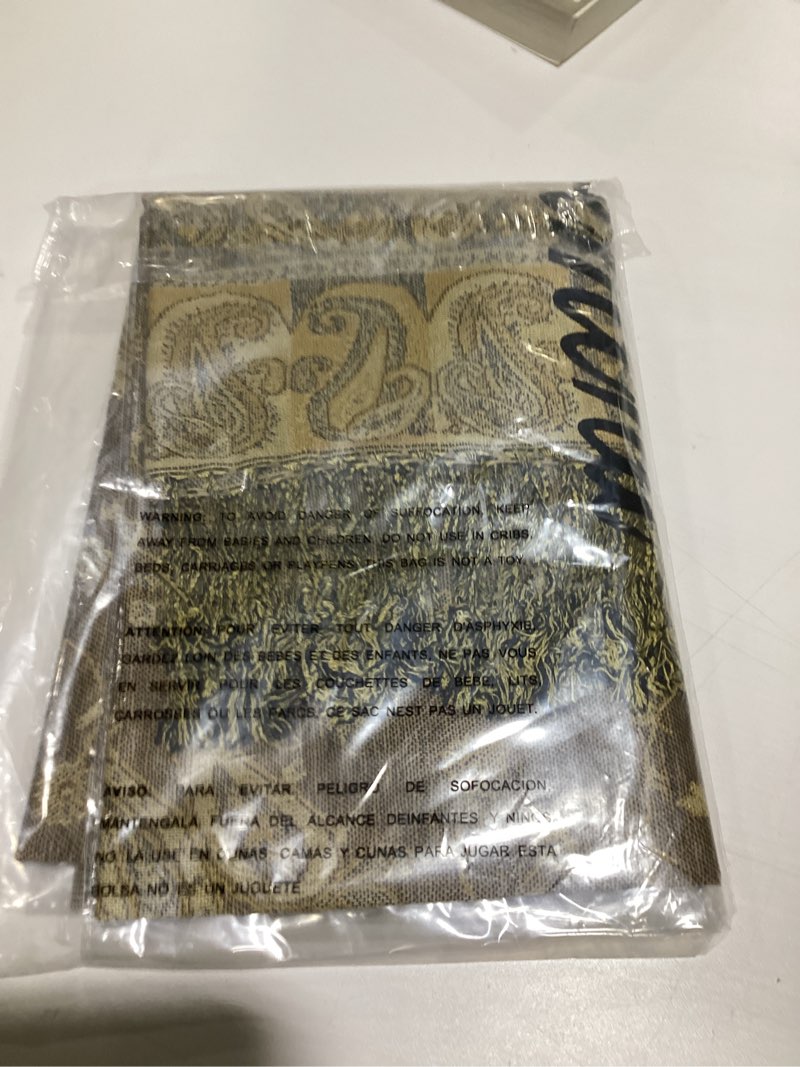 WARNING: TO AVOID DANGER OF SUFFOCATION, KEEP
AWAY FROM BABIES AND CHILDREN. DO NOT USE IN CRIBS,
BEDS, CARRIAGES OR PLAYPENS. THIS BAG IS NOT A TOY.
ATTENTION: POUR EVITER TOUT DANGER D'ASPHYXIE,
GARDEZ LOIN DES BEBES ET DES ENFANTS. NE PAS VOUS
EN SERVIR POUR LES COUCHETTES DE BEBE, LITS,
CARROSSES OU LES PARCS. CE SAC NEST PAS UN JOUET.
AVISO: PARA EVITAR PELIGRO DE SOFOCACION,
MANTENGALA FUERA DEL ALCANCE DEINFANTES Y NINOS.
NO LA USE EN CUNAS CAMAS Y CUNAS PARA JUGAR ESTA
BOLSA NO ES UN JUQUETE